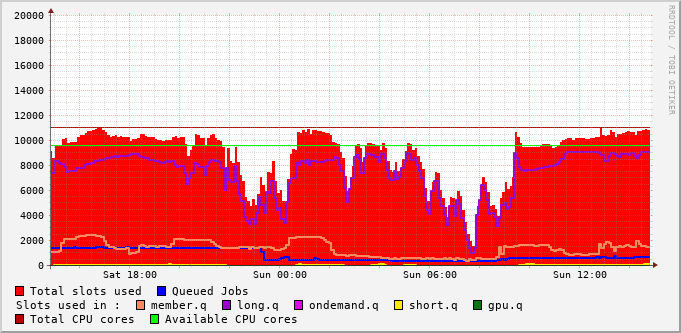 RRDTOOL / TOBI OETIKER
20000
18000
16000
14000
12000
10000
8000
6000
4000
2000
0
Sat 18:00 Sun 00:00 Sun 06:00 Sun 12:00
Total slots used Queued Jobs
Slots used in : member.q long.q ondemand.q short.q gpu.q
Total CPU cores Available CPU cores